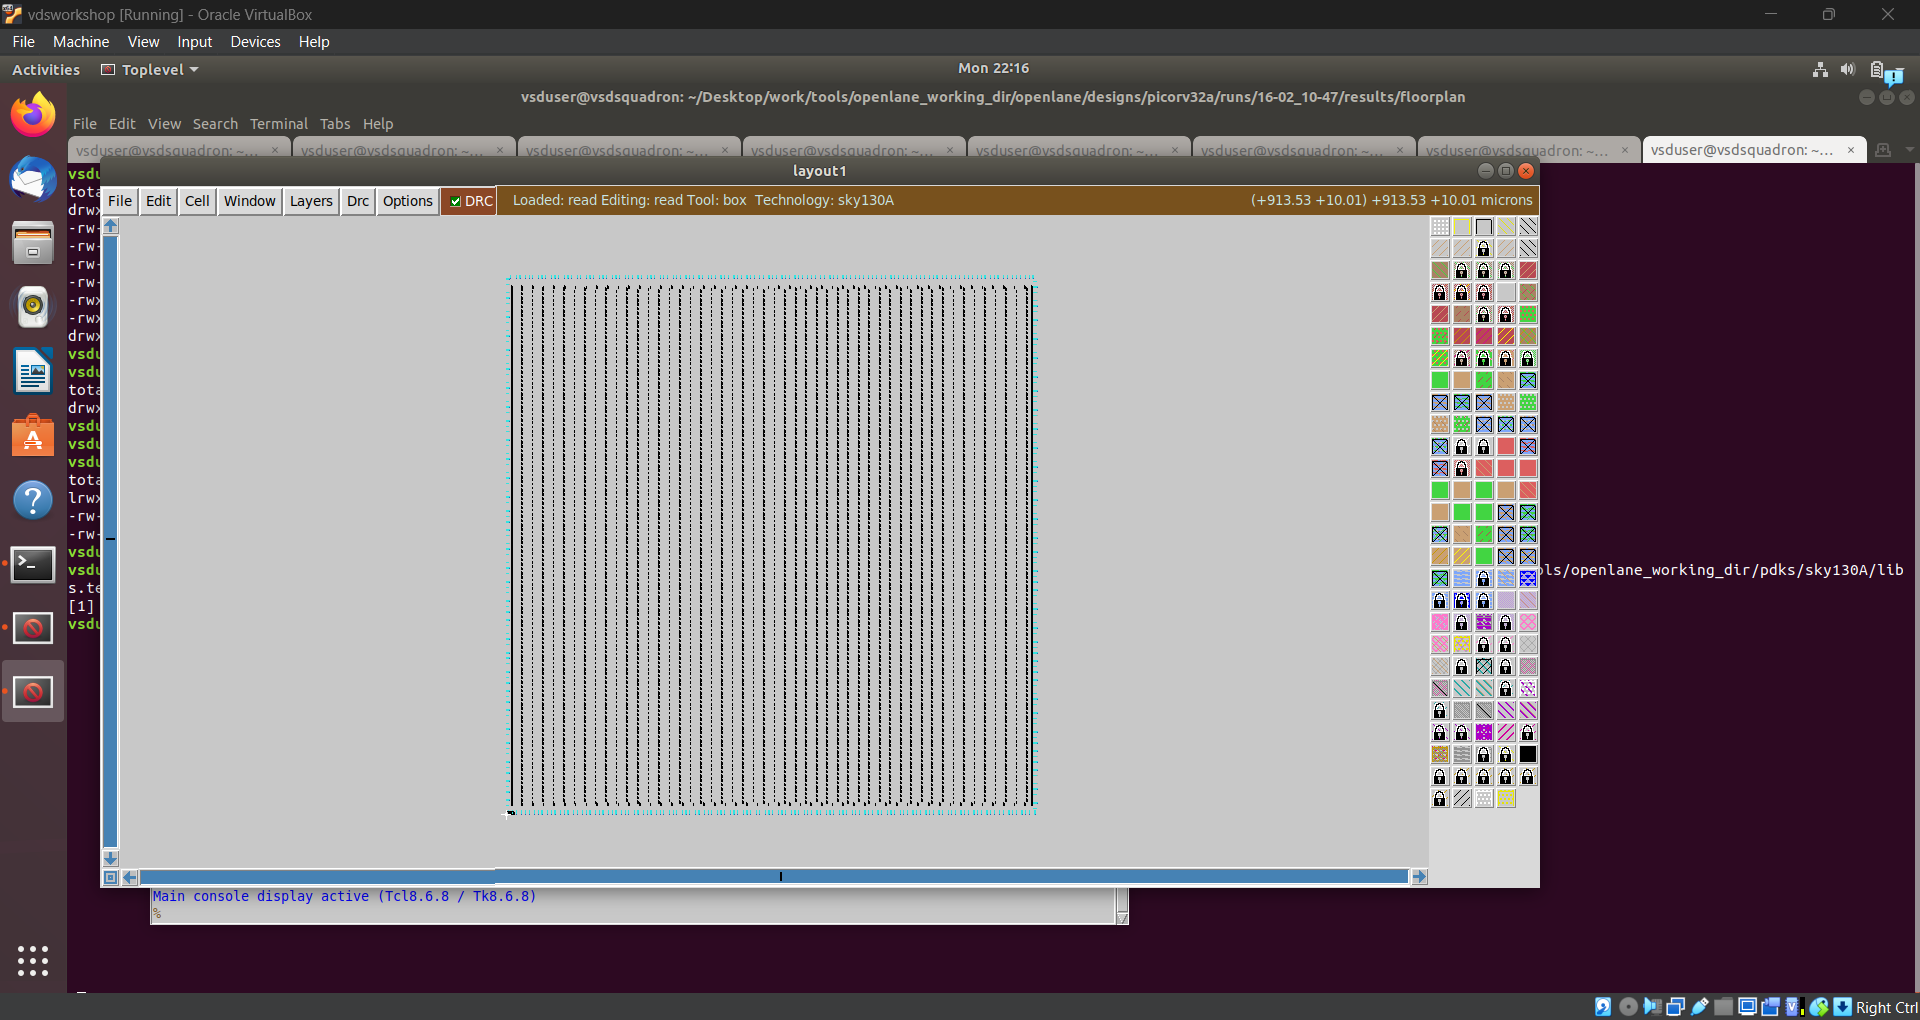 vdsworkshop [Running] - Oracle VirtualBox
File Machine View Input Devices Help
Activities Toplevel Mon 22:16
vsduser@vsdsquadron: ~/Desktop/work/tools/openlane_working_dir/openlane/designs/picorv32a/runs/16-02_10-47/results/floorplan
File Edit View Search Terminal Tabs Help
vsduser@vsdsquadron: ~... × vsduser@vsdsquadron: ~... × vsduser@vsdsquadron: ~... × vsduser@vsdsquadron: ~... × vsduser@vsdsquadron: ~... × vsduser@vsdsquadron: ~... × vsduser@vsdsquadron: ~... × vsduser@vsdsquadron: ~... ×
layout1
File Edit Cell Window Layers Drc Options DRC Loaded: read Editing: read Tool: box Technology: sky130A (+913.53 +10.01) +913.53 +10.01 microns
vsdu
tota
drwx
-rw-
-rw-
-rw-
-rw-
-rwx
-rwx
drwx
vsdu
vsdu
tota
drwx
vsdu
vsdu
vsdu
tota
lrwx
-rw-
-rw-
vsdu
vsdu ols/openlane_working_dir/pdks/sky130A/lib
s.te
[1]
vsdu
Main console display active (Tcl8.6.8 / Tk8.6.8)
%
Right Ctrl